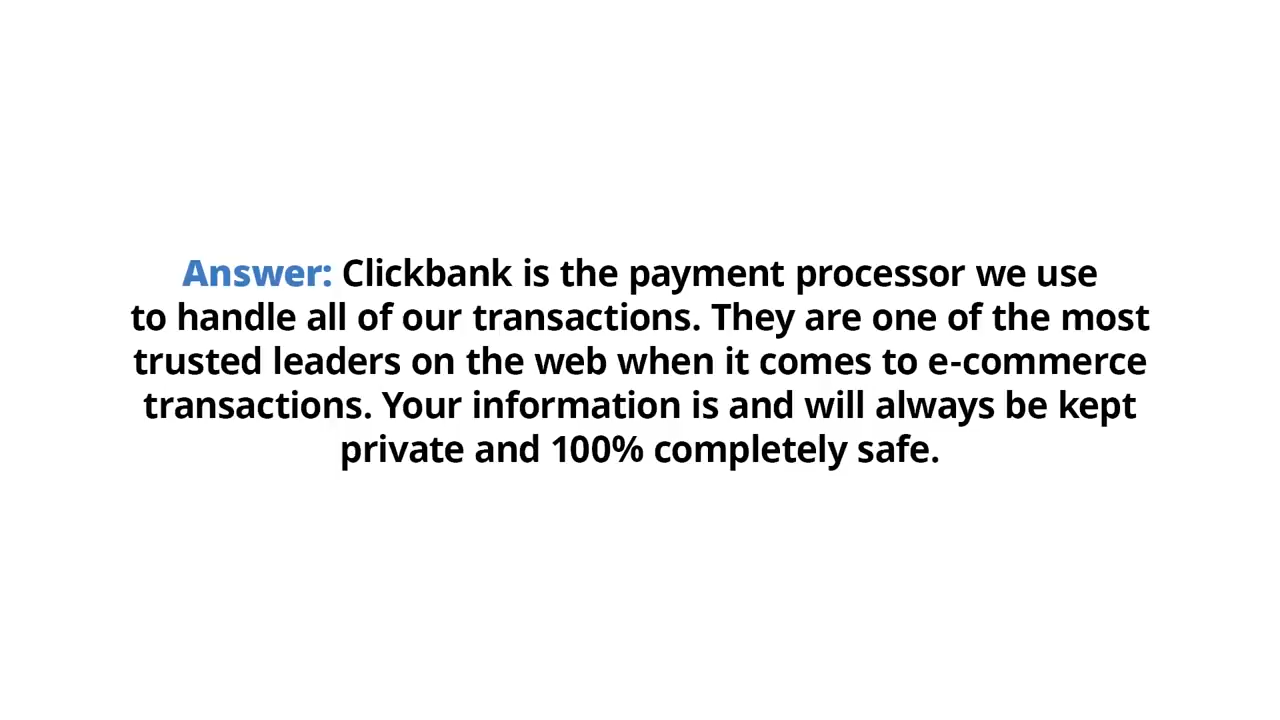 Answer: Clickbank is the payment processor we use
to handle all of our transactions. They are one of the most
trusted leaders on the web when it comes to e-commerce
transactions. Your information is and will always be kept
private and 100% completely safe.